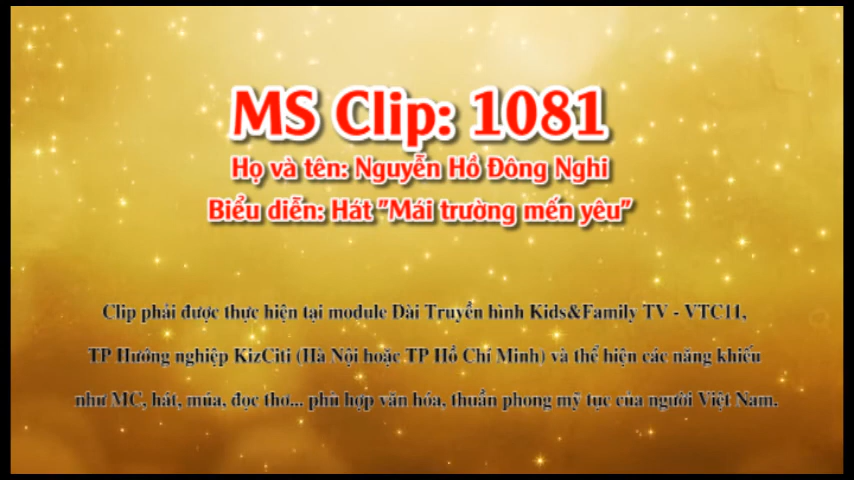 MS Clip: 1081
Họ và tên: Nguyễn Hồ Đông Nghi
Biểu diễn: Hát "Mái trường mến yêu"
Clip phải được thực hiện tại module Đài Truyền hình Kids&Family TV - VTC11,
TP Hướng nghiệp KizCiti (Hà Nội hoặc TP Hồ Chí Minh) và thể hiện các năng khiếu
như MC, hát, múa, đọc thơ... phù hợp văn hóa, thuần phong mỹ tục của người Việt Nam.